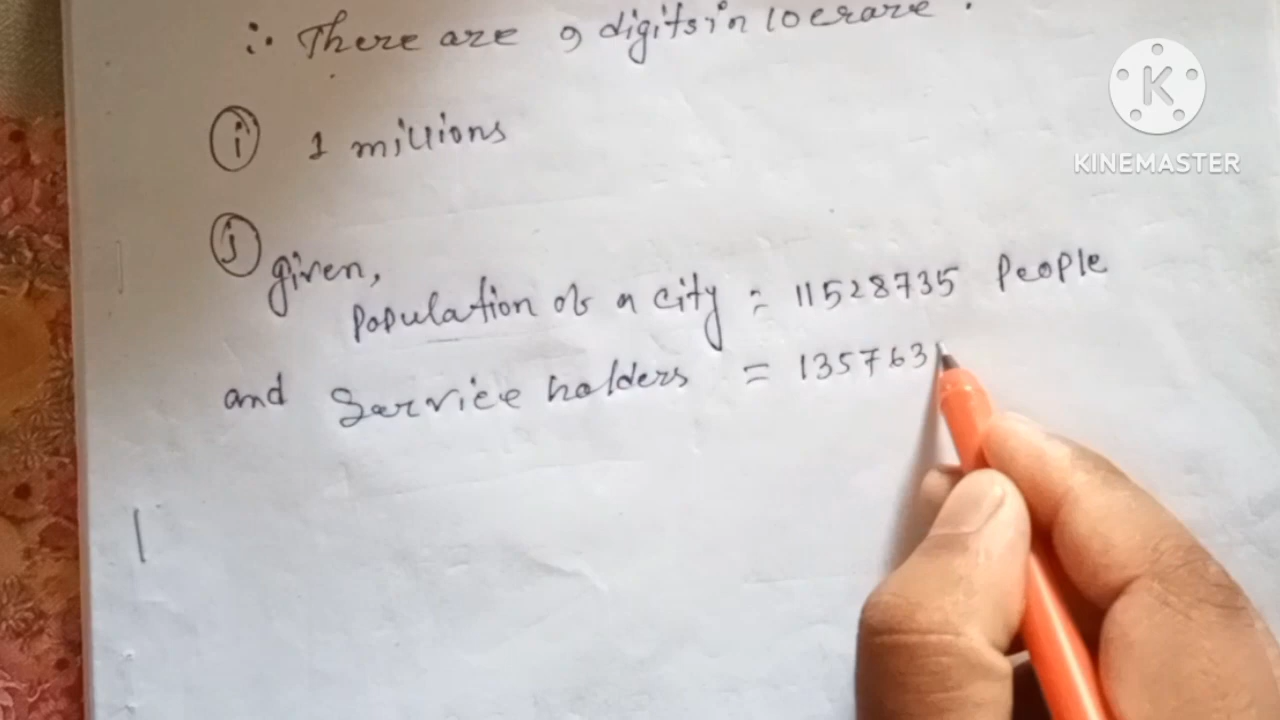 ∴ There are 9 digits in 10 crare.
K
KINEMASTER
i 1 millions
j given,
Population of a city = 11528735 People
and Service holders = 135763